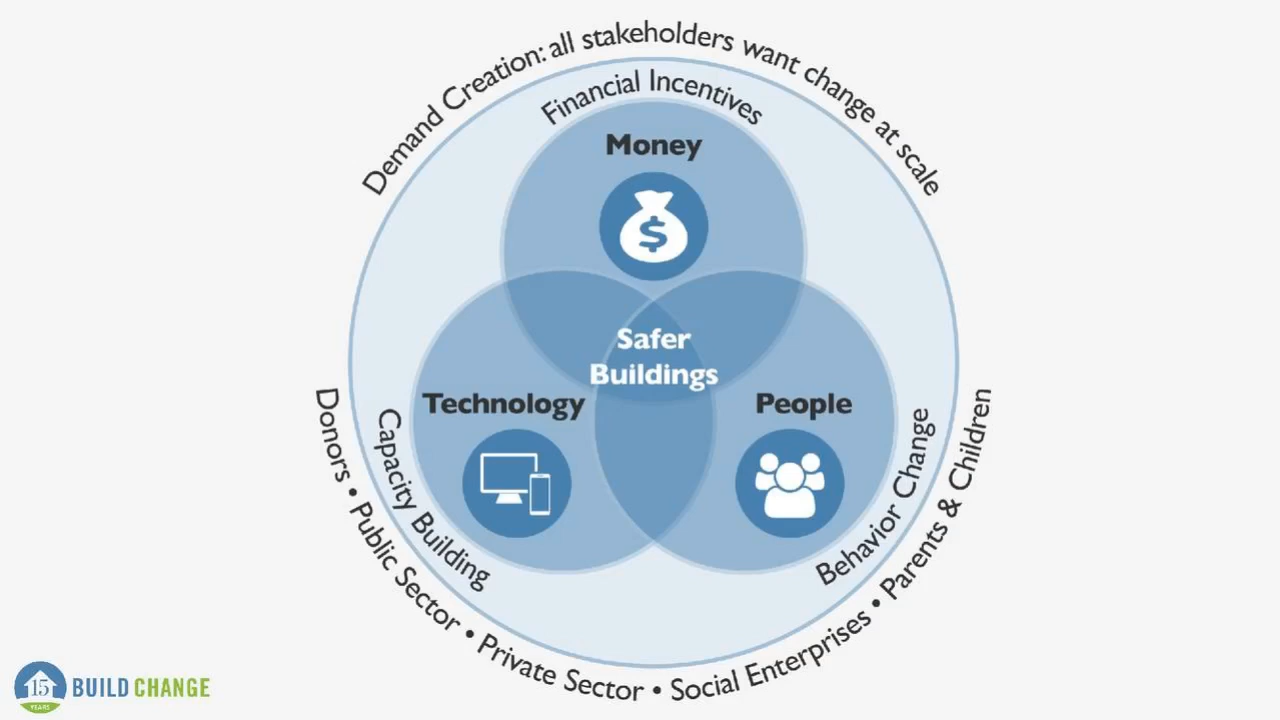 Demand Creation: all stakeholders want change at scale
Financial Incentives
Money
$
Safer
Buildings
Technology
People
Capacity Building
Behavior Change
Donors • Public Sector • Private Sector • Social Enterprises • Parents & Children
15
YEARS
BUILD CHANGE